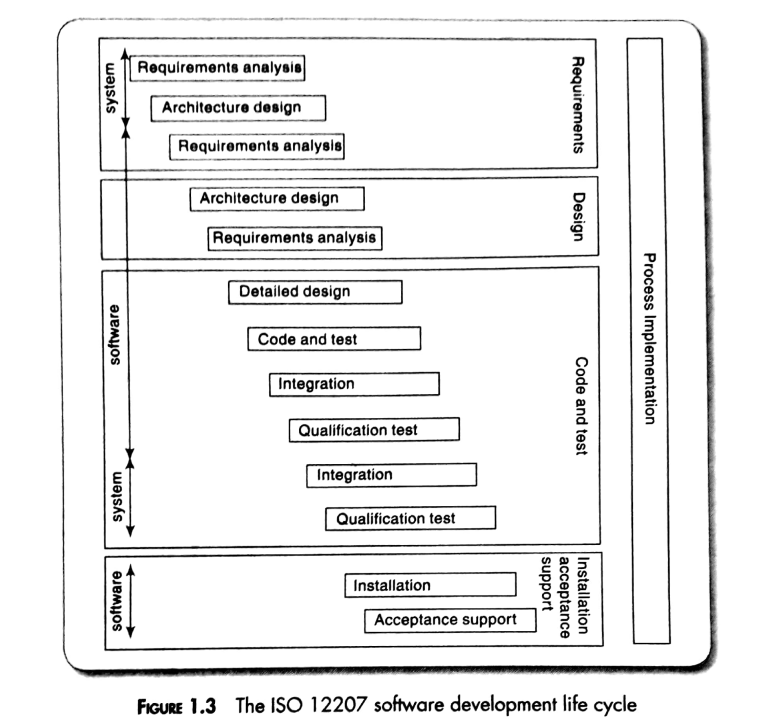 system
Requirements analysis
Architecture design
Requirements analysis
Requirements
Architecture design
Requirements analysis
Design
software
Detailed design
Code and test
Integration
Qualification test
Code and test
system
Integration
Qualification test
software
Installation
Acceptance support
Installation
acceptance
support
Process Implementation
FIGURE 1.3 The ISO 12207 software development life cycle